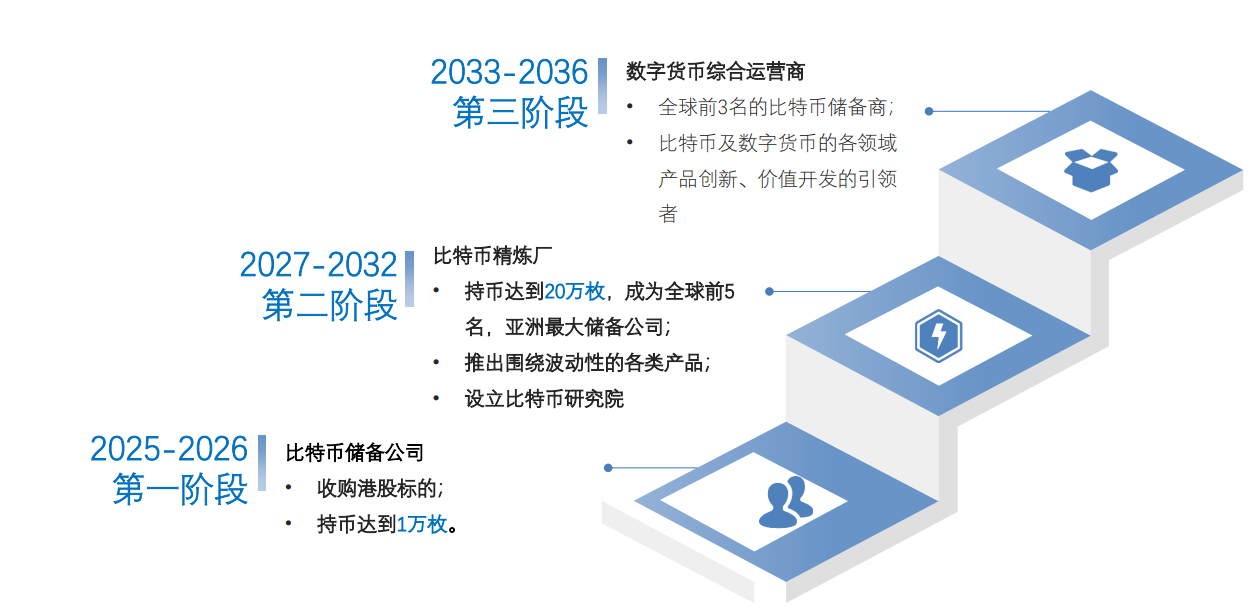 2033-2036
第三阶段
数字货币综合运营商
• 全球前3名的比特币储备商；
• 比特币及数字货币的各领域
产品创新、价值开发的引领
者
2027-2032
第二阶段
比特币精炼厂
• 持币达到20万枚，成为全球前5
名，亚洲最大储备公司；
• 推出围绕波动性的各类产品；
• 设立比特币研究院
2025-2026
第一阶段
比特币储备公司
• 收购港股标的；
• 持币达到1万枚。